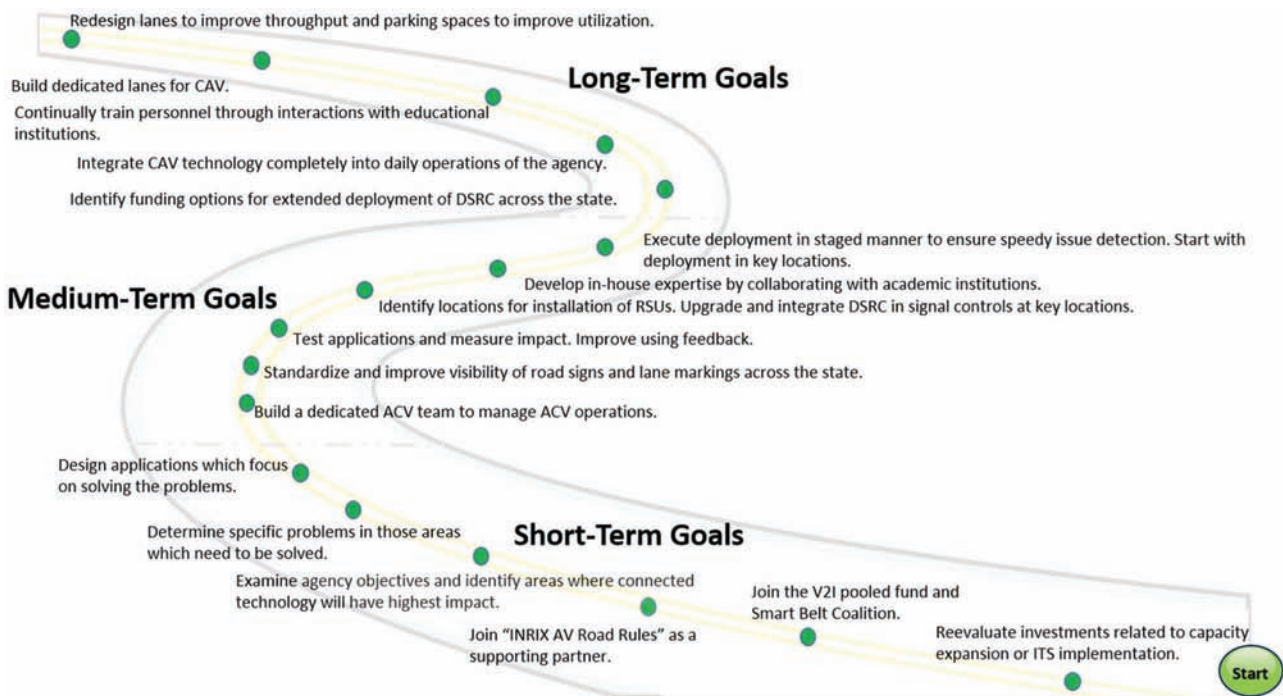 Redesign lanes to improve throughput and parking spaces to improve utilization.
Long-Term Goals
Build dedicated lanes for CAV.
Continually train personnel through interactions with educational
institutions.
Integrate CAV technology completely into daily operations of the agency.
Identify funding options for extended deployment of DSRC across the state.
Execute deployment in staged manner to ensure speedy issue detection. Start with
deployment in key locations.
Develop in-house expertise by collaborating with academic institutions.
Medium-Term Goals
Identify locations for installation of RSUs. Upgrade and integrate DSRC in signal controls at key locations.
Test applications and measure impact. Improve using feedback.
Standardize and improve visibility of road signs and lane markings across the state.
Build a dedicated ACV team to manage ACV operations.
Design applications which focus
on solving the problems.
Determine specific problems in those areas
which need to be solved.
Short-Term Goals
Examine agency objectives and identify areas where connected
technology will have highest impact.
Join the V2I pooled fund and
Smart Belt Coalition.
Join “INRIX AV Road Rules” as a
supporting partner.
Reevaluate investments related to capacity
expansion or ITS implementation.
Start